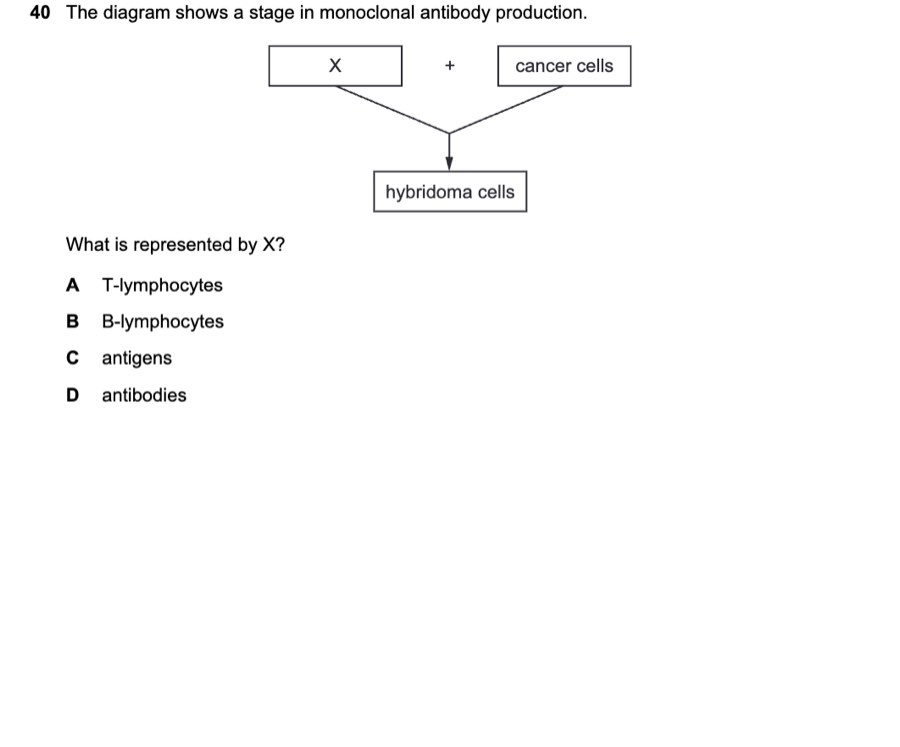 40 The diagram shows a stage in monoclonal antibody production.
X + cancer cells
hybridoma cells
What is represented by X?
A T-lymphocytes
B B-lymphocytes
C antigens
D antibodies